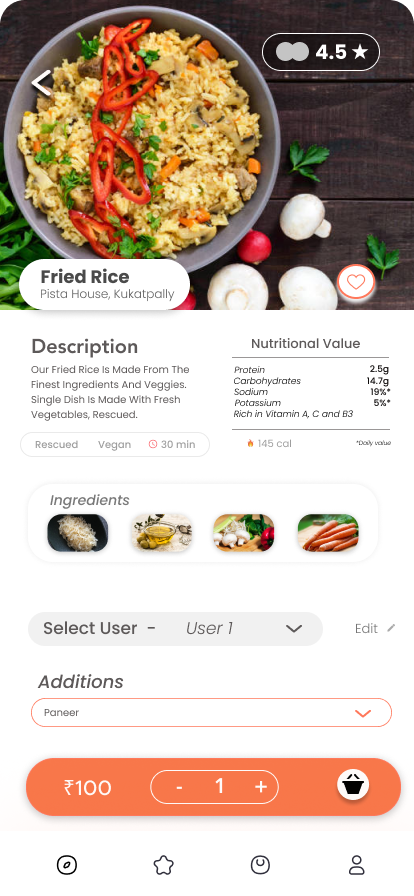 4.5 ★
Fried Rice
Pista House, Kukatpally
Description
Our Fried Rice Is Made From The
Finest Ingredients And Veggies.
Single Dish Is Made With Fresh
Vegetables, Rescued.
Rescued Vegan 30 min
Nutritional Value
Protein 2.5g
Carbohydrates 14.7g
Sodium 19%*
Potassium 5%*
Rich in Vitamin A, C and B3
145 cal *Daily value
Ingredients
Select User - User 1
Edit
Additions
Paneer
₹100 - 1 +